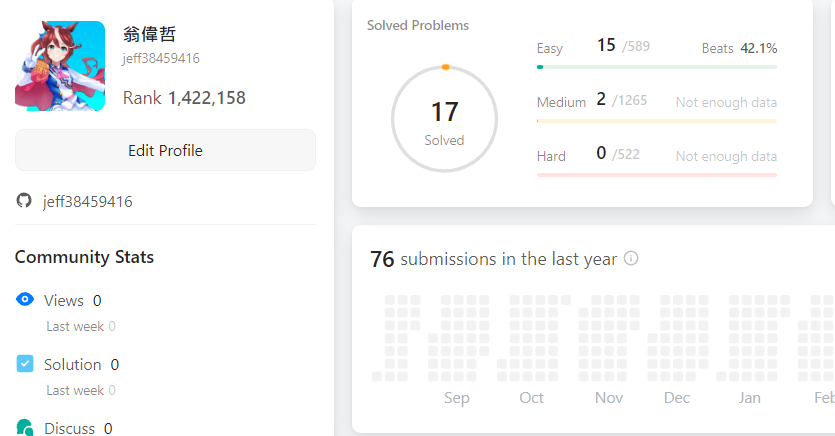 翁偉哲
jeff38459416
Rank 1,422,158
Edit Profile
jeff38459416
Community Stats
Views 0
Last week 0
Solution 0
Last week 0
Discuss 0
Solved Problems
17
Solved
Easy 15 /589 Beats 42.1%
Medium 2 /1265 Not enough data
Hard 0 /522 Not enough data
76 submissions in the last year
Sep Oct Nov Dec Jan Feb